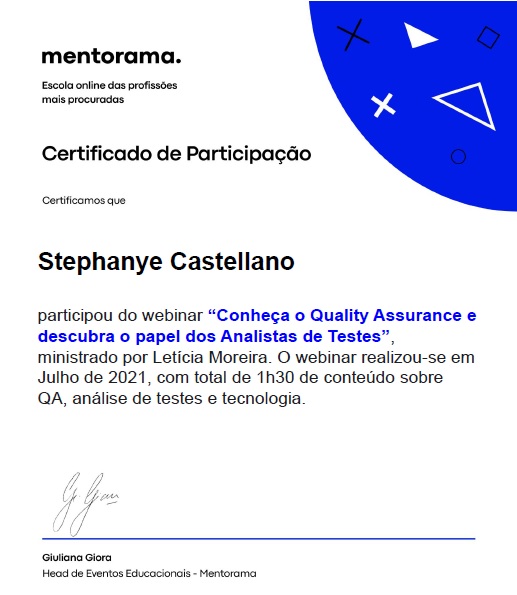 mentorama.
Escola online das profissões
mais procuradas
Certificado de Participação
Certificamos que
Stephanye Castellano
participou do webinar “Conheça o Quality Assurance e
descubra o papel dos Analistas de Testes”,
ministrado por Letícia Moreira. O webinar realizou-se em
Julho de 2021, com total de 1h30 de conteúdo sobre
QA, análise de testes e tecnologia.
Giuliana Giora
Head de Eventos Educacionais - Mentorama